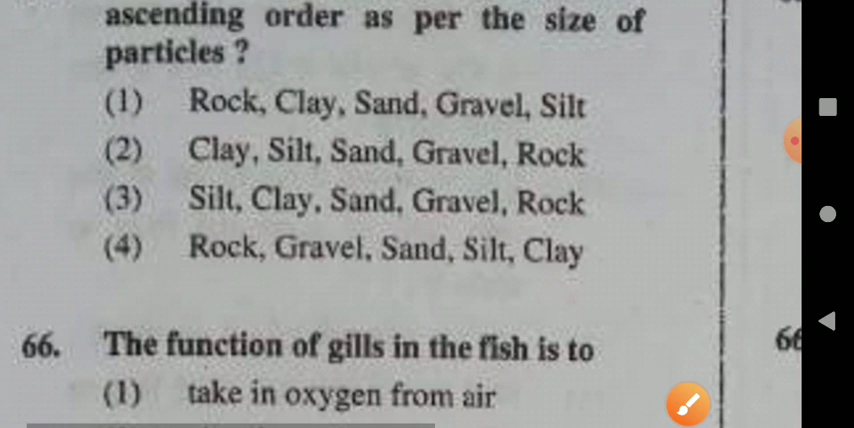 ascending order as per the size of
particles ?
(1) Rock, Clay, Sand, Gravel, Silt
(2) Clay, Silt, Sand, Gravel, Rock
(3) Silt, Clay, Sand, Gravel, Rock
(4) Rock, Gravel, Sand, Silt, Clay
66. The function of gills in the fish is to
66
(1) take in oxygen from air